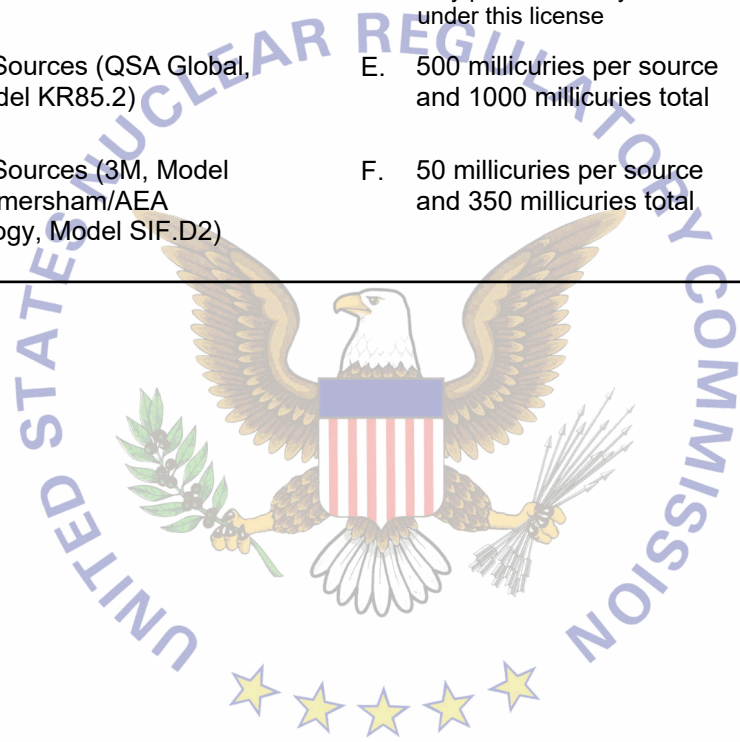 under this license
Sources (QSA Global,
del KR85.2)
E. 500 millicuries per source
and 1000 millicuries total
Sources (3M, Model
mersham/AEA
ogy, Model SIF.D2)
F. 50 millicuries per source
and 350 millicuries total
UNITED STATES NUCLEAR REGULATORY COMMISSION